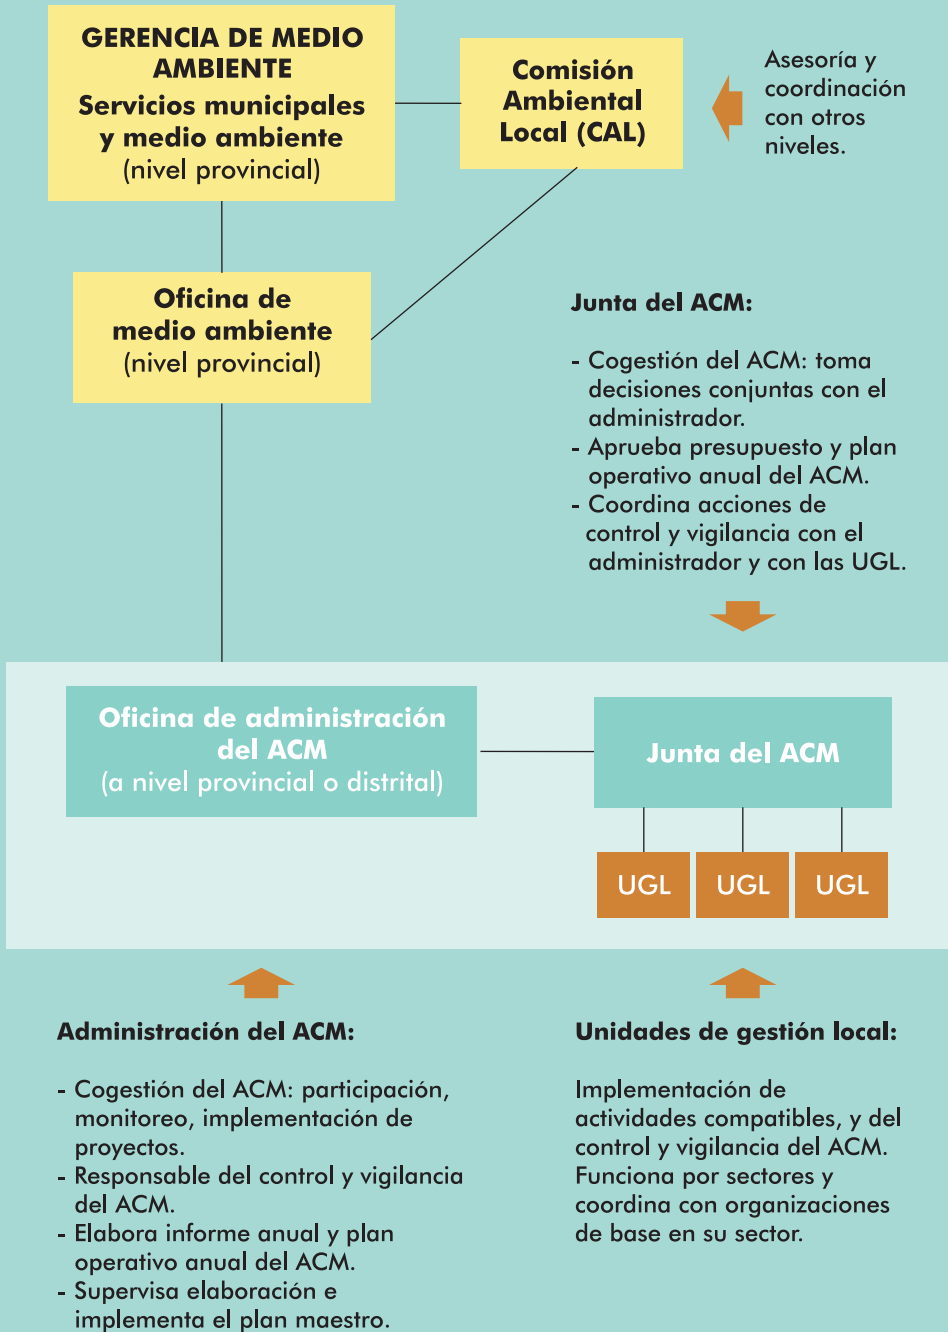 GERENCIA DE MEDIO
AMBIENTE
Servicios municipales
y medio ambiente
(nivel provincial)
Comisión
Ambiental
Local (CAL)
Asesoría y
coordinación
con otros
niveles.
Oficina de
medio ambiente
(nivel provincial)
Junta del ACM:
- Cogestión del ACM: toma
decisiones conjuntas con el
administrador.
- Aprueba presupuesto y plan
operativo anual del ACM.
- Coordina acciones de
control y vigilancia con el
administrador y con las UGL.
Oficina de administración
del ACM
(a nivel provincial o distrital)
Junta del ACM
UGL
UGL
UGL
Administración del ACM:
- Cogestión del ACM: participación,
monitoreo, implementación de
proyectos.
- Responsable del control y vigilancia
del ACM.
- Elabora informe anual y plan
operativo anual del ACM.
- Supervisa elaboración e
implementa el plan maestro.
Unidades de gestión local:
Implementación de
actividades compatibles, y del
control y vigilancia del ACM.
Funciona por sectores y
coordina con organizaciones
de base en su sector.